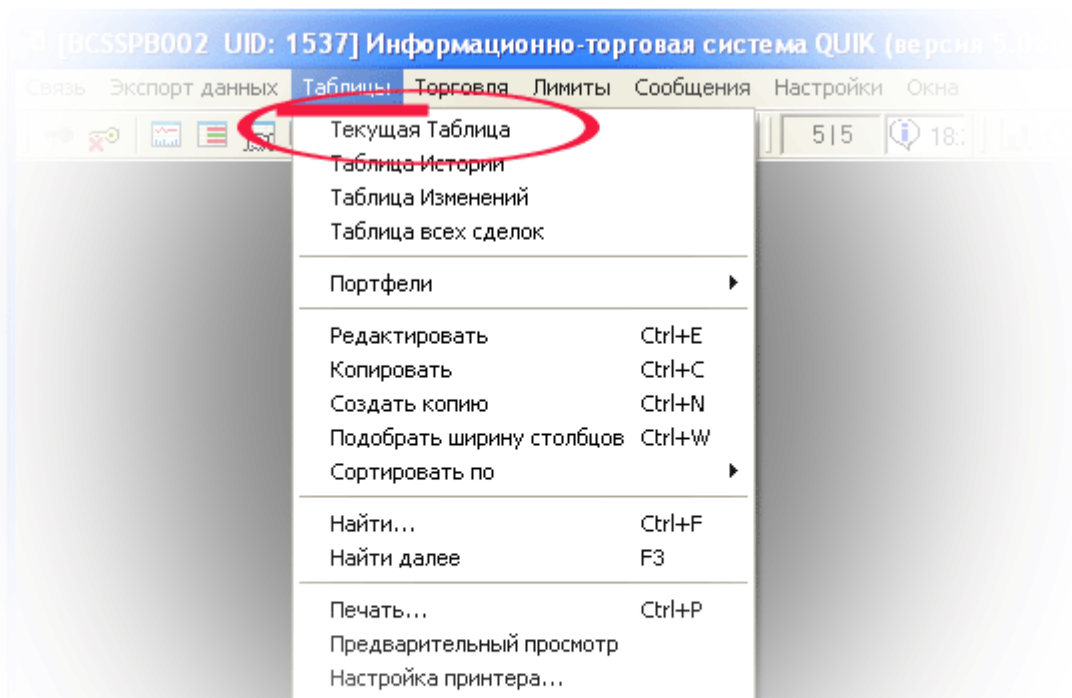 [BCSSPB002 UID: 1537] Информационно-торговая система QUIK (версия 5.0
Связь Экспорт данных Таблицы Торговля Лимиты Сообщения Настройки Окна
5|5 18:
Текущая Таблица
Таблица Истории
Таблица Изменений
Таблица всех сделок
Портфели
Редактировать Ctrl+E
Копировать Ctrl+C
Создать копию Ctrl+N
Подобрать ширину столбцов Ctrl+W
Сортировать по
Найти... Ctrl+F
Найти далее F3
Печать... Ctrl+P
Предварительный просмотр
Настройка принтера...